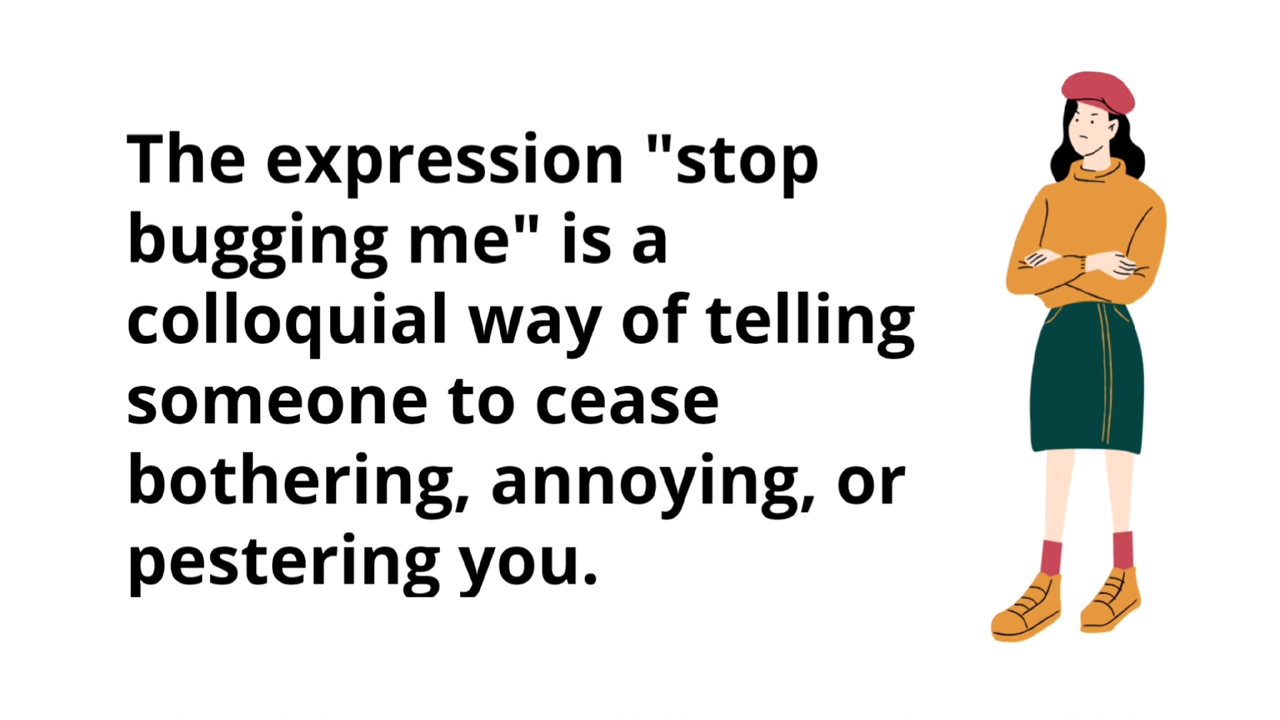 The expression "stop
bugging me" is a
colloquial way of telling
someone to cease
bothering, annoying, or
pestering you.